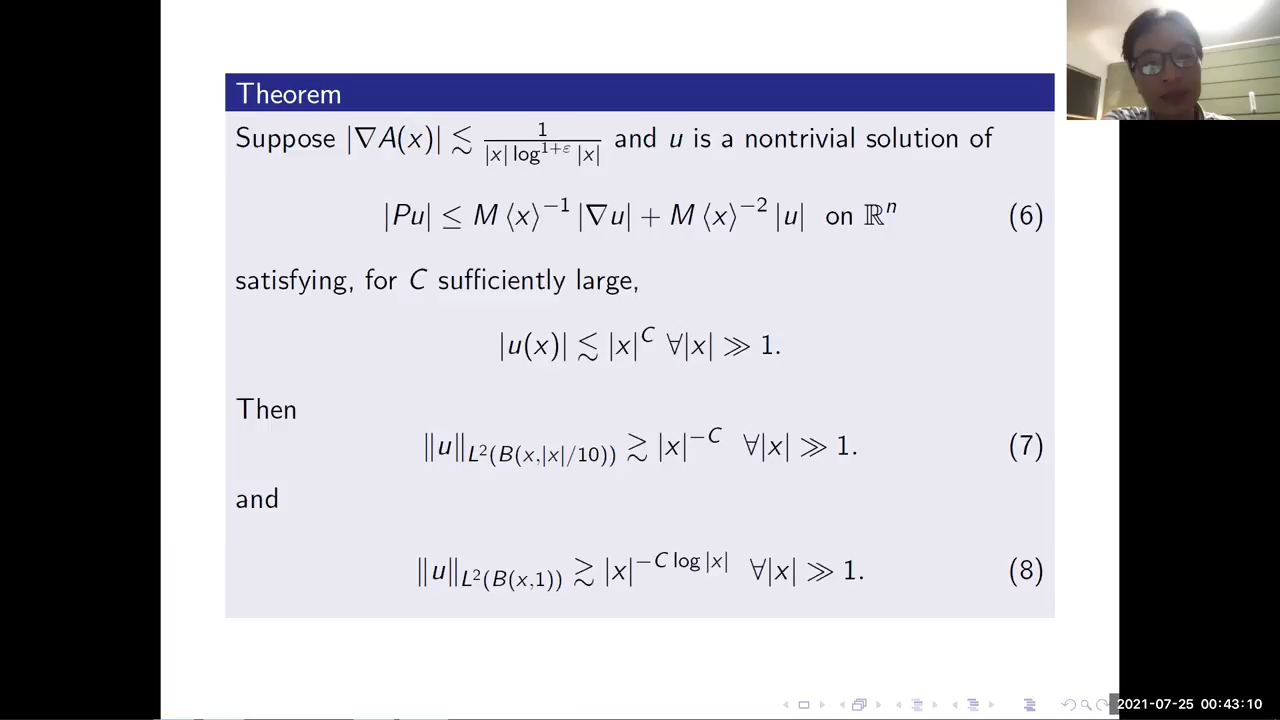 Theorem
Suppose |∇A(x)| ≲ 1/(|x| log^{1+ε} |x|) and u is a nontrivial solution of
|Pu| ≤ M ⟨x⟩^{−1} |∇u| + M ⟨x⟩^{−2} |u| on ℝ^n (6)
satisfying, for C sufficiently large,
|u(x)| ≲ |x|^C ∀|x| ≫ 1.
Then
‖u‖_{L^2(B(x,|x|/10))} ≳ |x|^{−C} ∀|x| ≫ 1. (7)
and
‖u‖_{L^2(B(x,1))} ≳ |x|^{−C log|x|} ∀|x| ≫ 1. (8)
2021-07-25 00:43:10